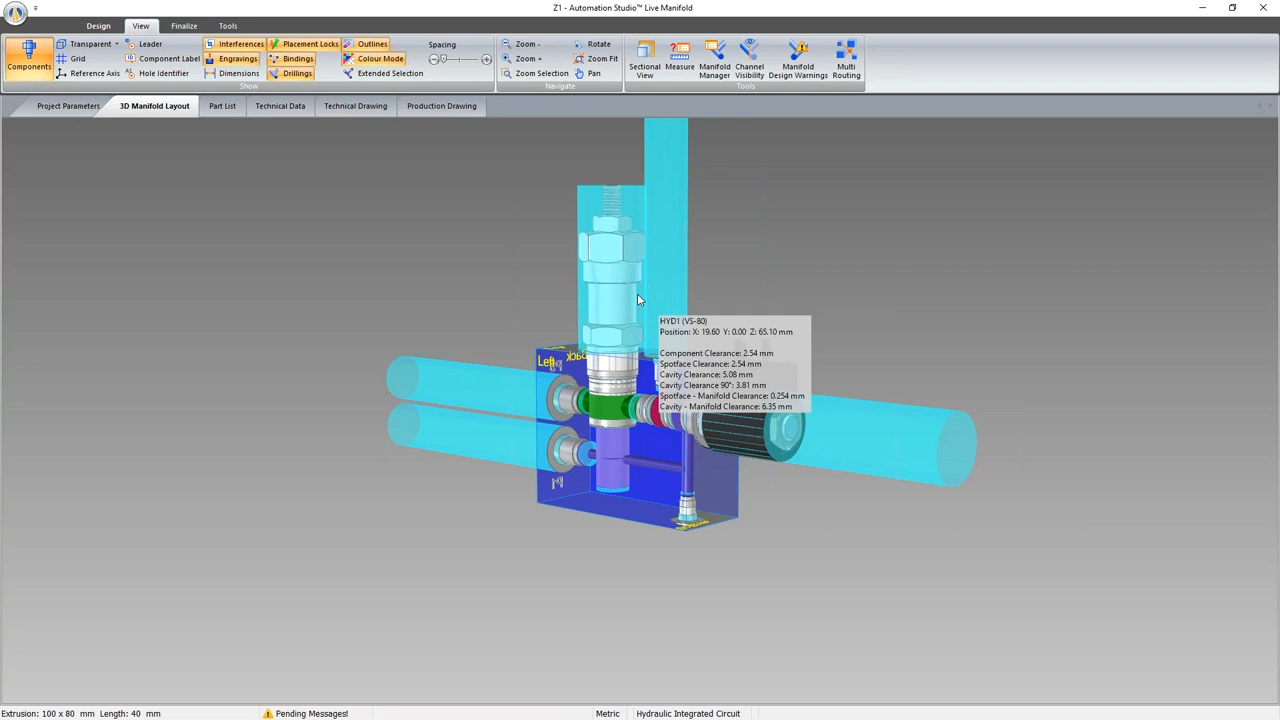 Z1 - Automation Studio™ Live Manifold
Design View Finalize Tools
Transparent Leader Interferences Placement Locks Outlines Spacing Zoom - Rotate
Components Grid Component Label Engravings Bindings Colour Mode Zoom + Zoom Fit Sectional View Measure Manifold Manager Channel Visibility Manifold Design Warnings Multi Routing
Reference Axis Hole Identifier Dimensions Drillings Extended Selection Zoom Selection Pan
Show Navigate Tools
Project Parameters 3D Manifold Layout Part List Technical Data Technical Drawing Production Drawing
Left
HYD1 (VS-80)
Position: X: 19.60 Y: 0.00 Z: 65.10 mm
Component Clearance: 2.54 mm
Spotface Clearance: 2.54 mm
Cavity Clearance: 5.08 mm
Cavity Clearance 90°: 3.81 mm
Spotface - Manifold Clearance: 0.254 mm
Cavity - Manifold Clearance: 6.35 mm
Extrusion: 100 x 80 mm Length: 40 mm Pending Messages! Metric Hydraulic Integrated Circuit